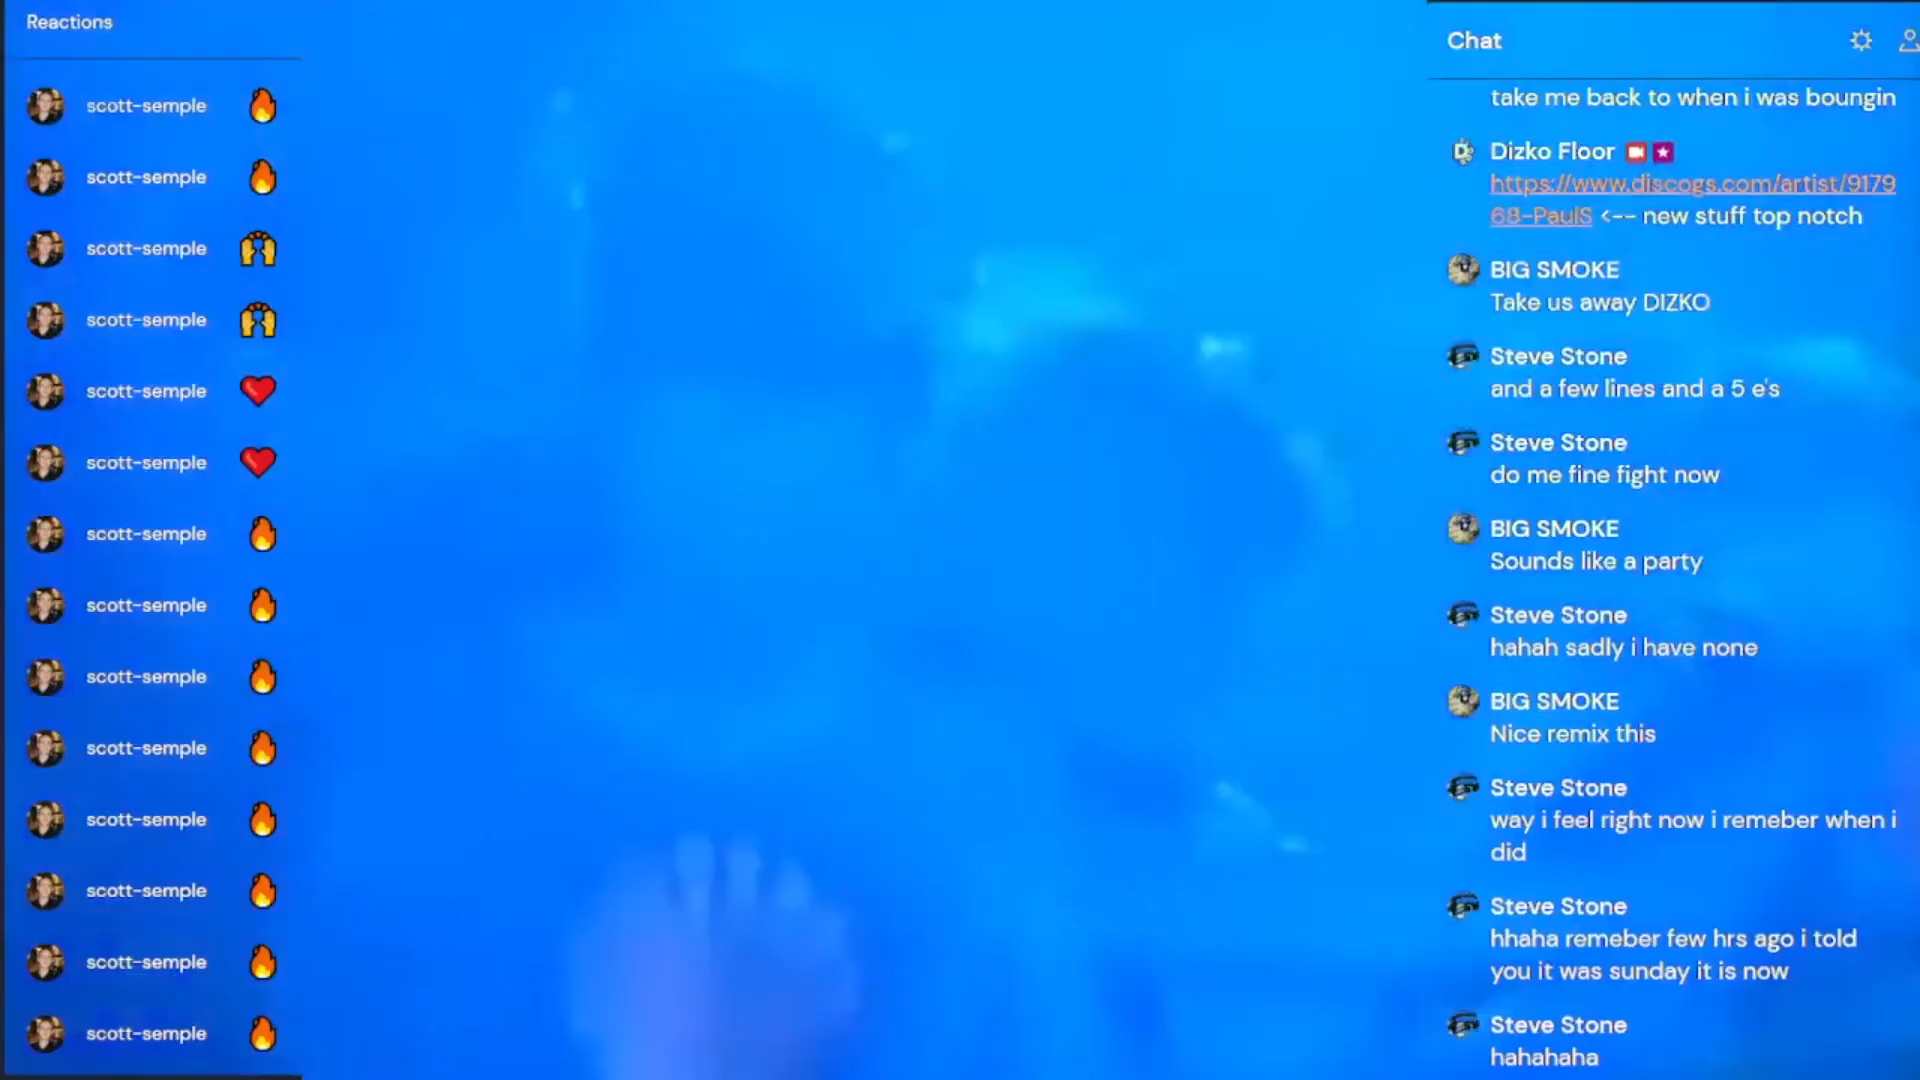 Reactions
scott-semple
scott-semple
scott-semple
scott-semple
scott-semple
scott-semple
scott-semple
scott-semple
scott-semple
scott-semple
scott-semple
scott-semple
scott-semple
scott-semple
Chat
take me back to when i was boungin
Dizko Floor
https://www.discogs.com/artist/9179
68-PaulS <-- new stuff top notch
BIG SMOKE
Take us away DIZKO
Steve Stone
and a few lines and a 5 e's
Steve Stone
do me fine fight now
BIG SMOKE
Sounds like a party
Steve Stone
hahah sadly i have none
BIG SMOKE
Nice remix this
Steve Stone
way i feel right now i remeber when i
did
Steve Stone
hhaha remeber few hrs ago i told
you it was sunday it is now
Steve Stone
hahahaha